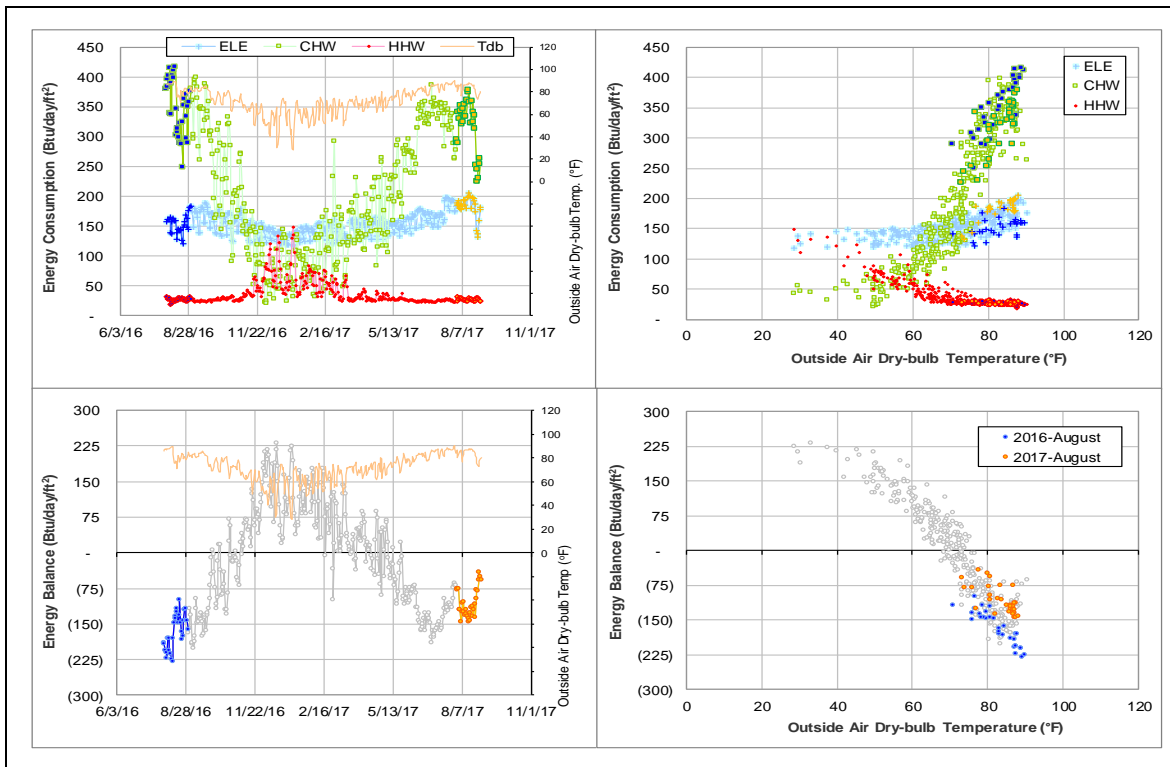 ELE CHW HHW Tdb
Energy Consumption (Btu/day/ft²)
450
400
350
300
250
200
150
100
50
-
120
100
80
60
40
20
0
Outside Air Dry-bulb Temp. (°F)
6/3/16 8/28/16 11/22/16 2/16/17 5/13/17 8/7/17 11/1/17
ELE
CHW
HHW
Energy Consumption (Btu/day/ft²)
450
400
350
300
250
200
150
100
50
-
20 40 60 80 100 120
Outside Air Dry-bulb Temperature (°F)
Energy Balance (Btu/day/ft²)
300
225
150
75
-
(75)
(150)
(225)
(300)
120
100
80
60
40
20
0
Outside Air Dry-bulb Temp (°F)
6/3/16 8/28/16 11/22/16 2/16/17 5/13/17 8/7/17 11/1/17
2016-August
2017-August
Energy Balance (Btu/day/ft²)
300
225
150
75
-
(75)
(150)
(225)
(300)
20 40 60 80 100 120
Outside Air Dry-bulb Temperature (°F)